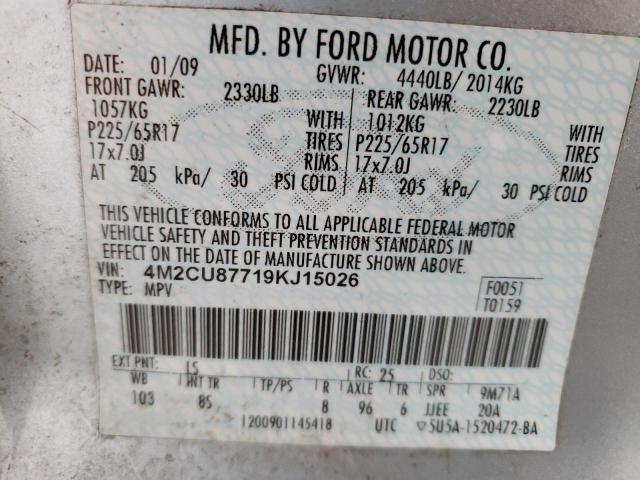 MFD. BY FORD MOTOR CO.
DATE: 01/09 GVWR: 4440LB/ 2014KG
FRONT GAWR: 2330LB REAR GAWR: 2230LB
1057KG WITH 1012KG WITH
P225/65R17 TIRES P225/65R17 TIRES
17x7.0J RIMS 17x7.0J RIMS
AT 205 kPa/ 30 PSI COLD AT 205 kPa/ 30 PSI COLD
THIS VEHICLE CONFORMS TO ALL APPLICABLE FEDERAL MOTOR
VEHICLE SAFETY AND THEFT PREVENTION STANDARDS IN
EFFECT ON THE DATE OF MANUFACTURE SHOWN ABOVE.
VIN: 4M2CU87719KJ15026 F0051
TYPE: MPV T0159
EXT PNT: IS RC: 25 DSO:
WB INT TR TP/PS R AXLE TR SPR 9M71A
103 8S 8 96 6 JJEE 20A
1200901145418 UTC ▽5U5A-1520472-BA